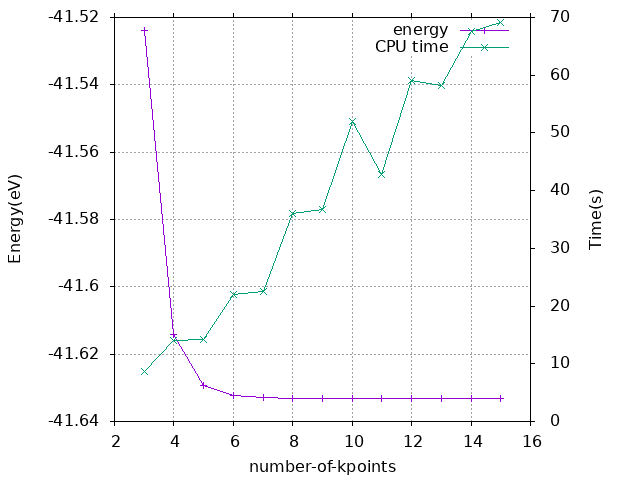 -41.52
-41.54
-41.56
-41.58
-41.6
-41.62
-41.64
2 4 6 8 10 12 14 16
0
10
20
30
40
50
60
70
Energy(eV)
Time(s)
number-of-kpoints
energy
CPU time